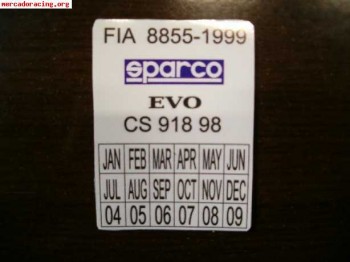 www.mercadoracing.org
FIA 8855-1999
sparco
EVO
CS 918 98
JAN FEB MAR APR MAY JUN
JUL AUG SEP OCT NOV DEC
04 05 06 07 08 09